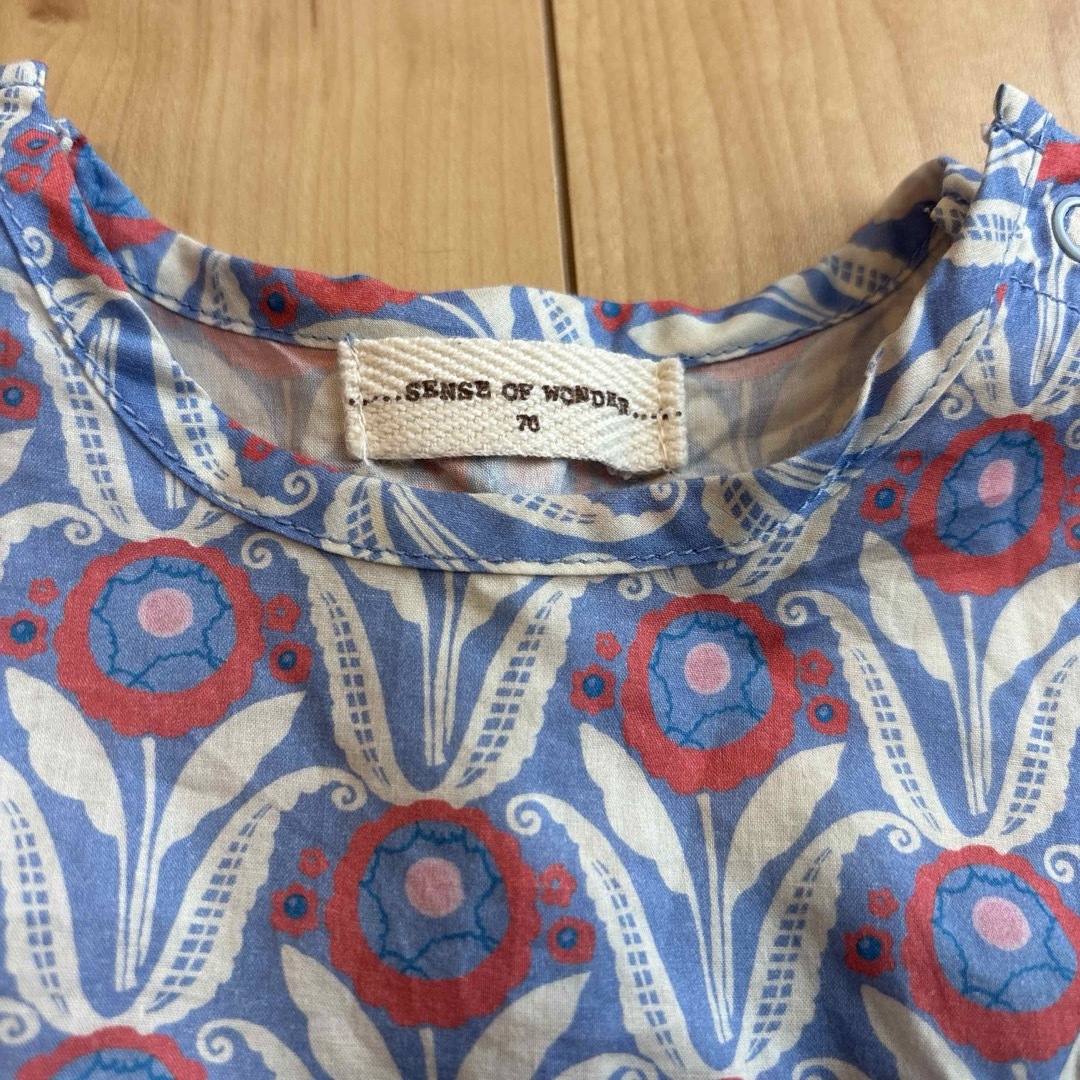 .....SENSE OF WONDER.....
70